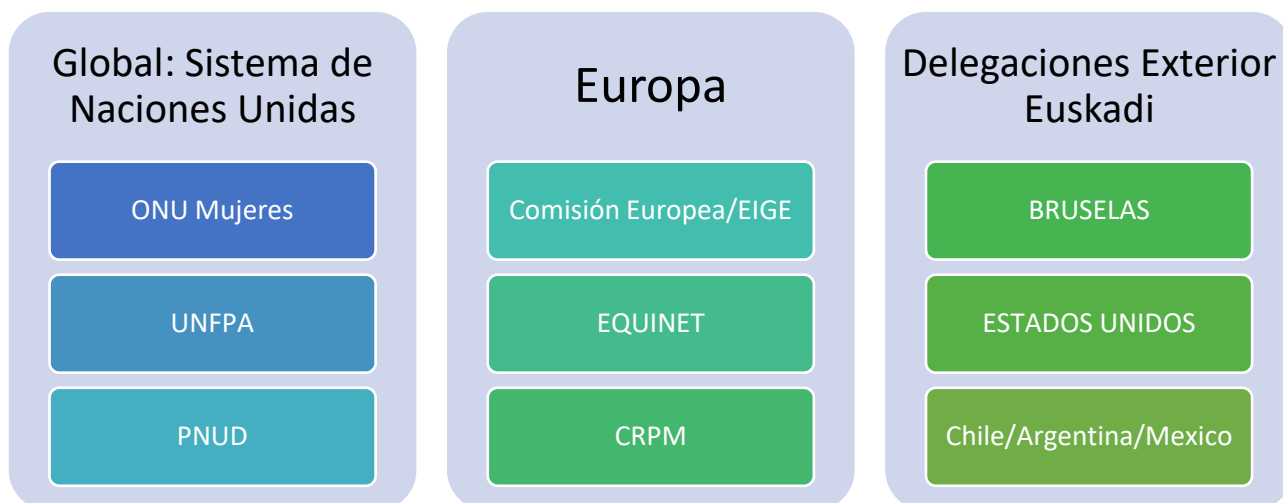 Global: Sistema de
Naciones Unidas
ONU Mujeres
UNFPA
PNUD
Europa
Comisión Europea/EIGE
EQUINET
CRPM
Delegaciones Exterior
Euskadi
BRUSELAS
ESTADOS UNIDOS
Chile/Argentina/Mexico